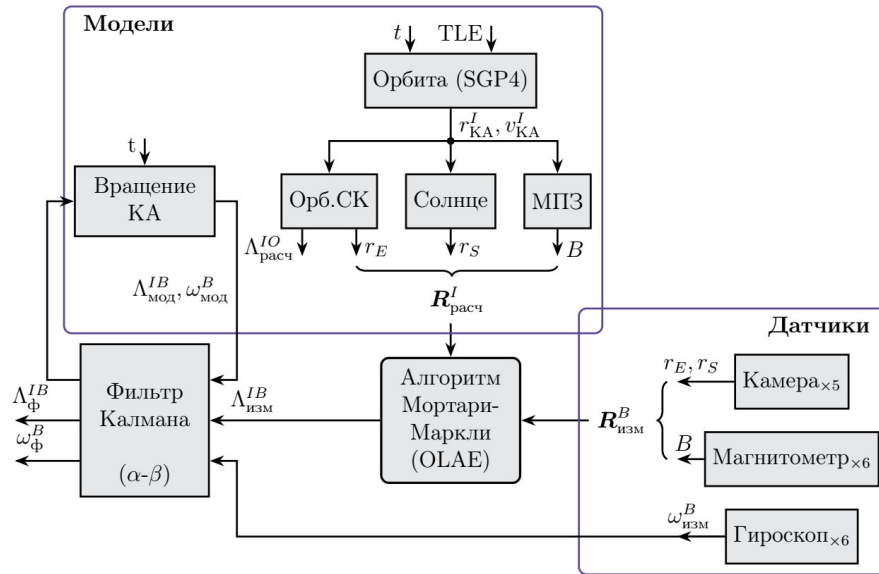 Модели
t TLE
Орбита (SGP4)
r^I_КА, v^I_КА
t
Вращение
КА
Орб.СК
Солнце
МПЗ
Λ^IO_расч
r_E
r_S
B
Λ^IB_мод, ω^B_мод
R^I_расч
Датчики
r_E, r_S
Камера×5
R^B_изм
B
Магнитометр×6
Λ^IB_ф
ω^B_ф
Фильтр
Калмана
(α-β)
Λ^IB_изм
Алгоритм
Мортари-
Маркли
(OLAE)
ω^B_изм
Гироскоп×6